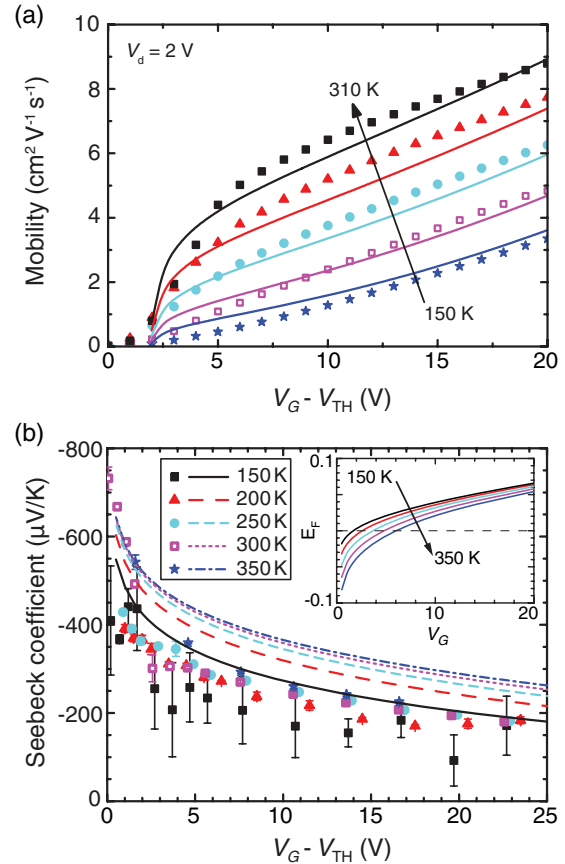 (a)
V_d = 2 V
310 K
150 K
Mobility (cm² V⁻¹ s⁻¹)
10
8
6
4
2
0
0 5 10 15 20
V_G - V_TH (V)
(b)
-800
-600
-400
-200
0
Seebeck coefficient (μV/K)
150 K
200 K
250 K
300 K
350 K
0.1
E_F
-0.1
150 K
350 K
0 5 10 15 20
V_G
0 5 10 15 20 25
V_G - V_TH (V)